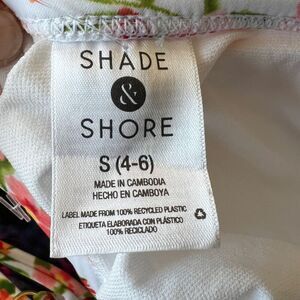 SHADE
&
SHORE
S (4-6)
MADE IN CAMBODIA
HECHO EN CAMBOYA
LABEL MADE FROM 100% RECYCLED PLASTIC
ETIQUETA ELABORADA CON PLÁSTICO
100% RECICLADO